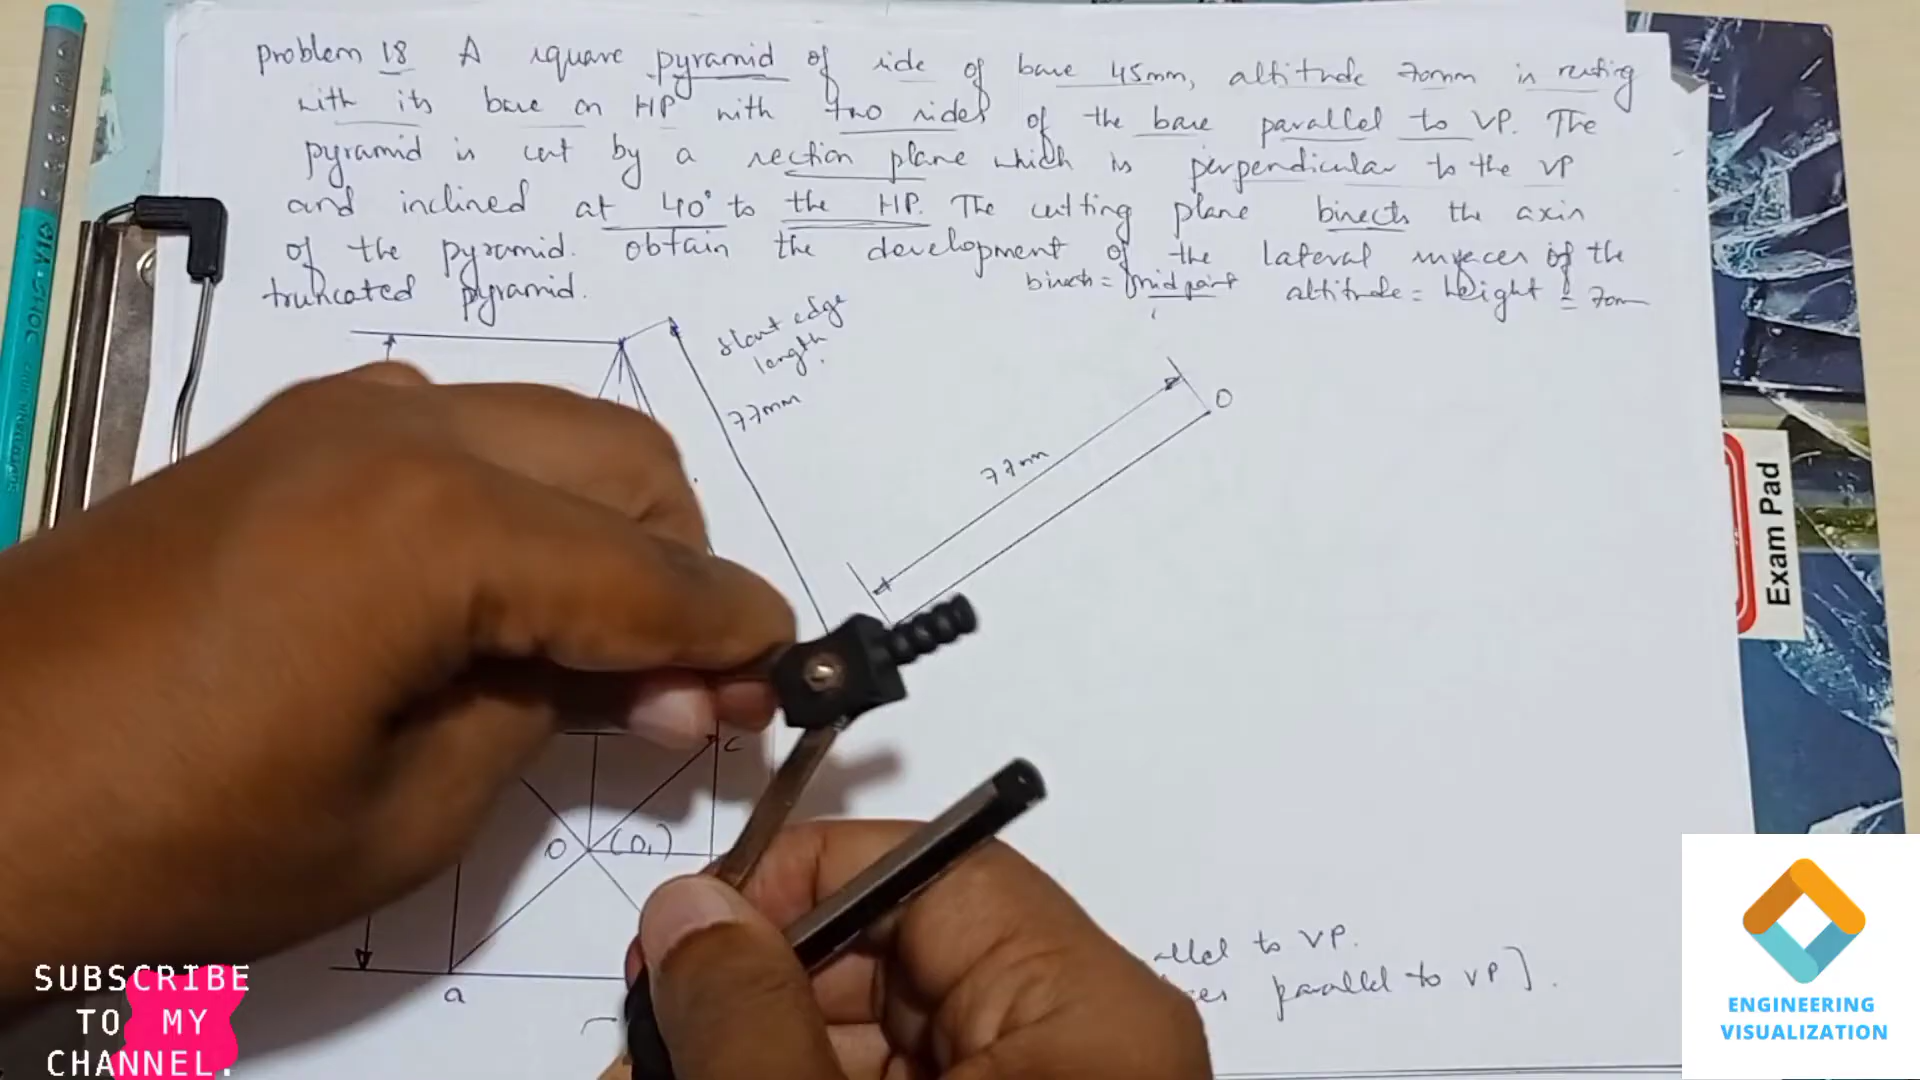 Problem 18 A square pyramid of side of base 45mm, altitude 70mm is resting
with its base on HP with two sides of the base parallel to VP. The
pyramid is cut by a section plane which is perpendicular to the VP
and inclined at 40° to the HP. The cutting plane bisects the axis
of the pyramid. obtain the development of the lateral surfaces of the
truncated pyramid.
bisects = midpoint altitude = height = 70m
slant edge
length.
77mm
77mm
O
C
O (O1)
a
to VP.
parallel to VP].
Exam Pad
SUBSCRIBE
TO MY
CHANNEL.
ENGINEERING
VISUALIZATION